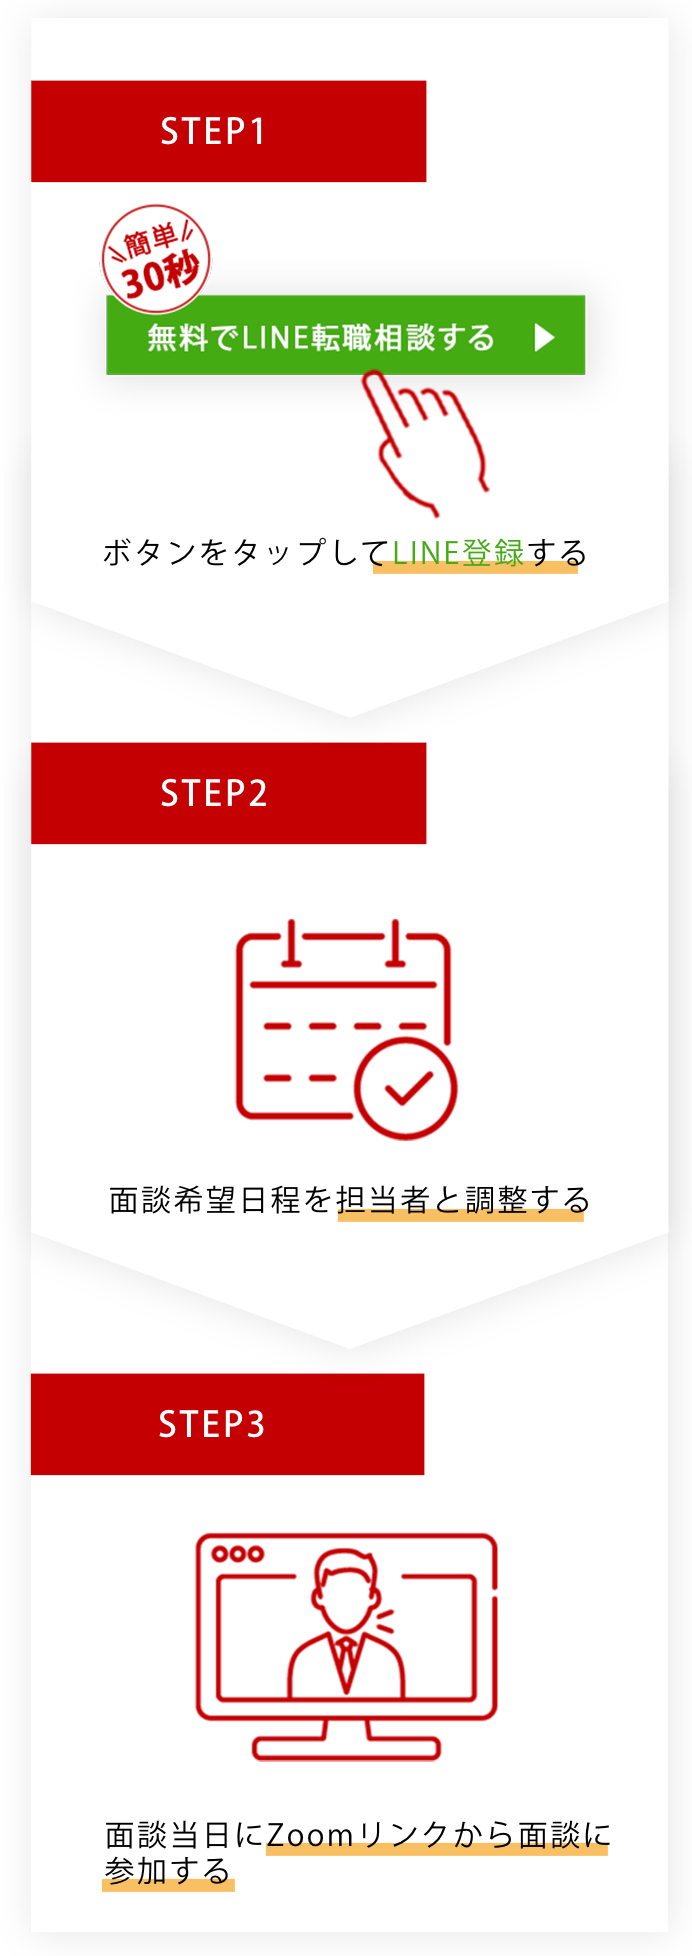 STEP1
簡単
30秒
無料でLINE転職相談する
ボタンをタップしてLINE登録する
STEP2
面談希望日程を担当者と調整する
STEP3
面談当日にZoomリンクから面談に
参加する